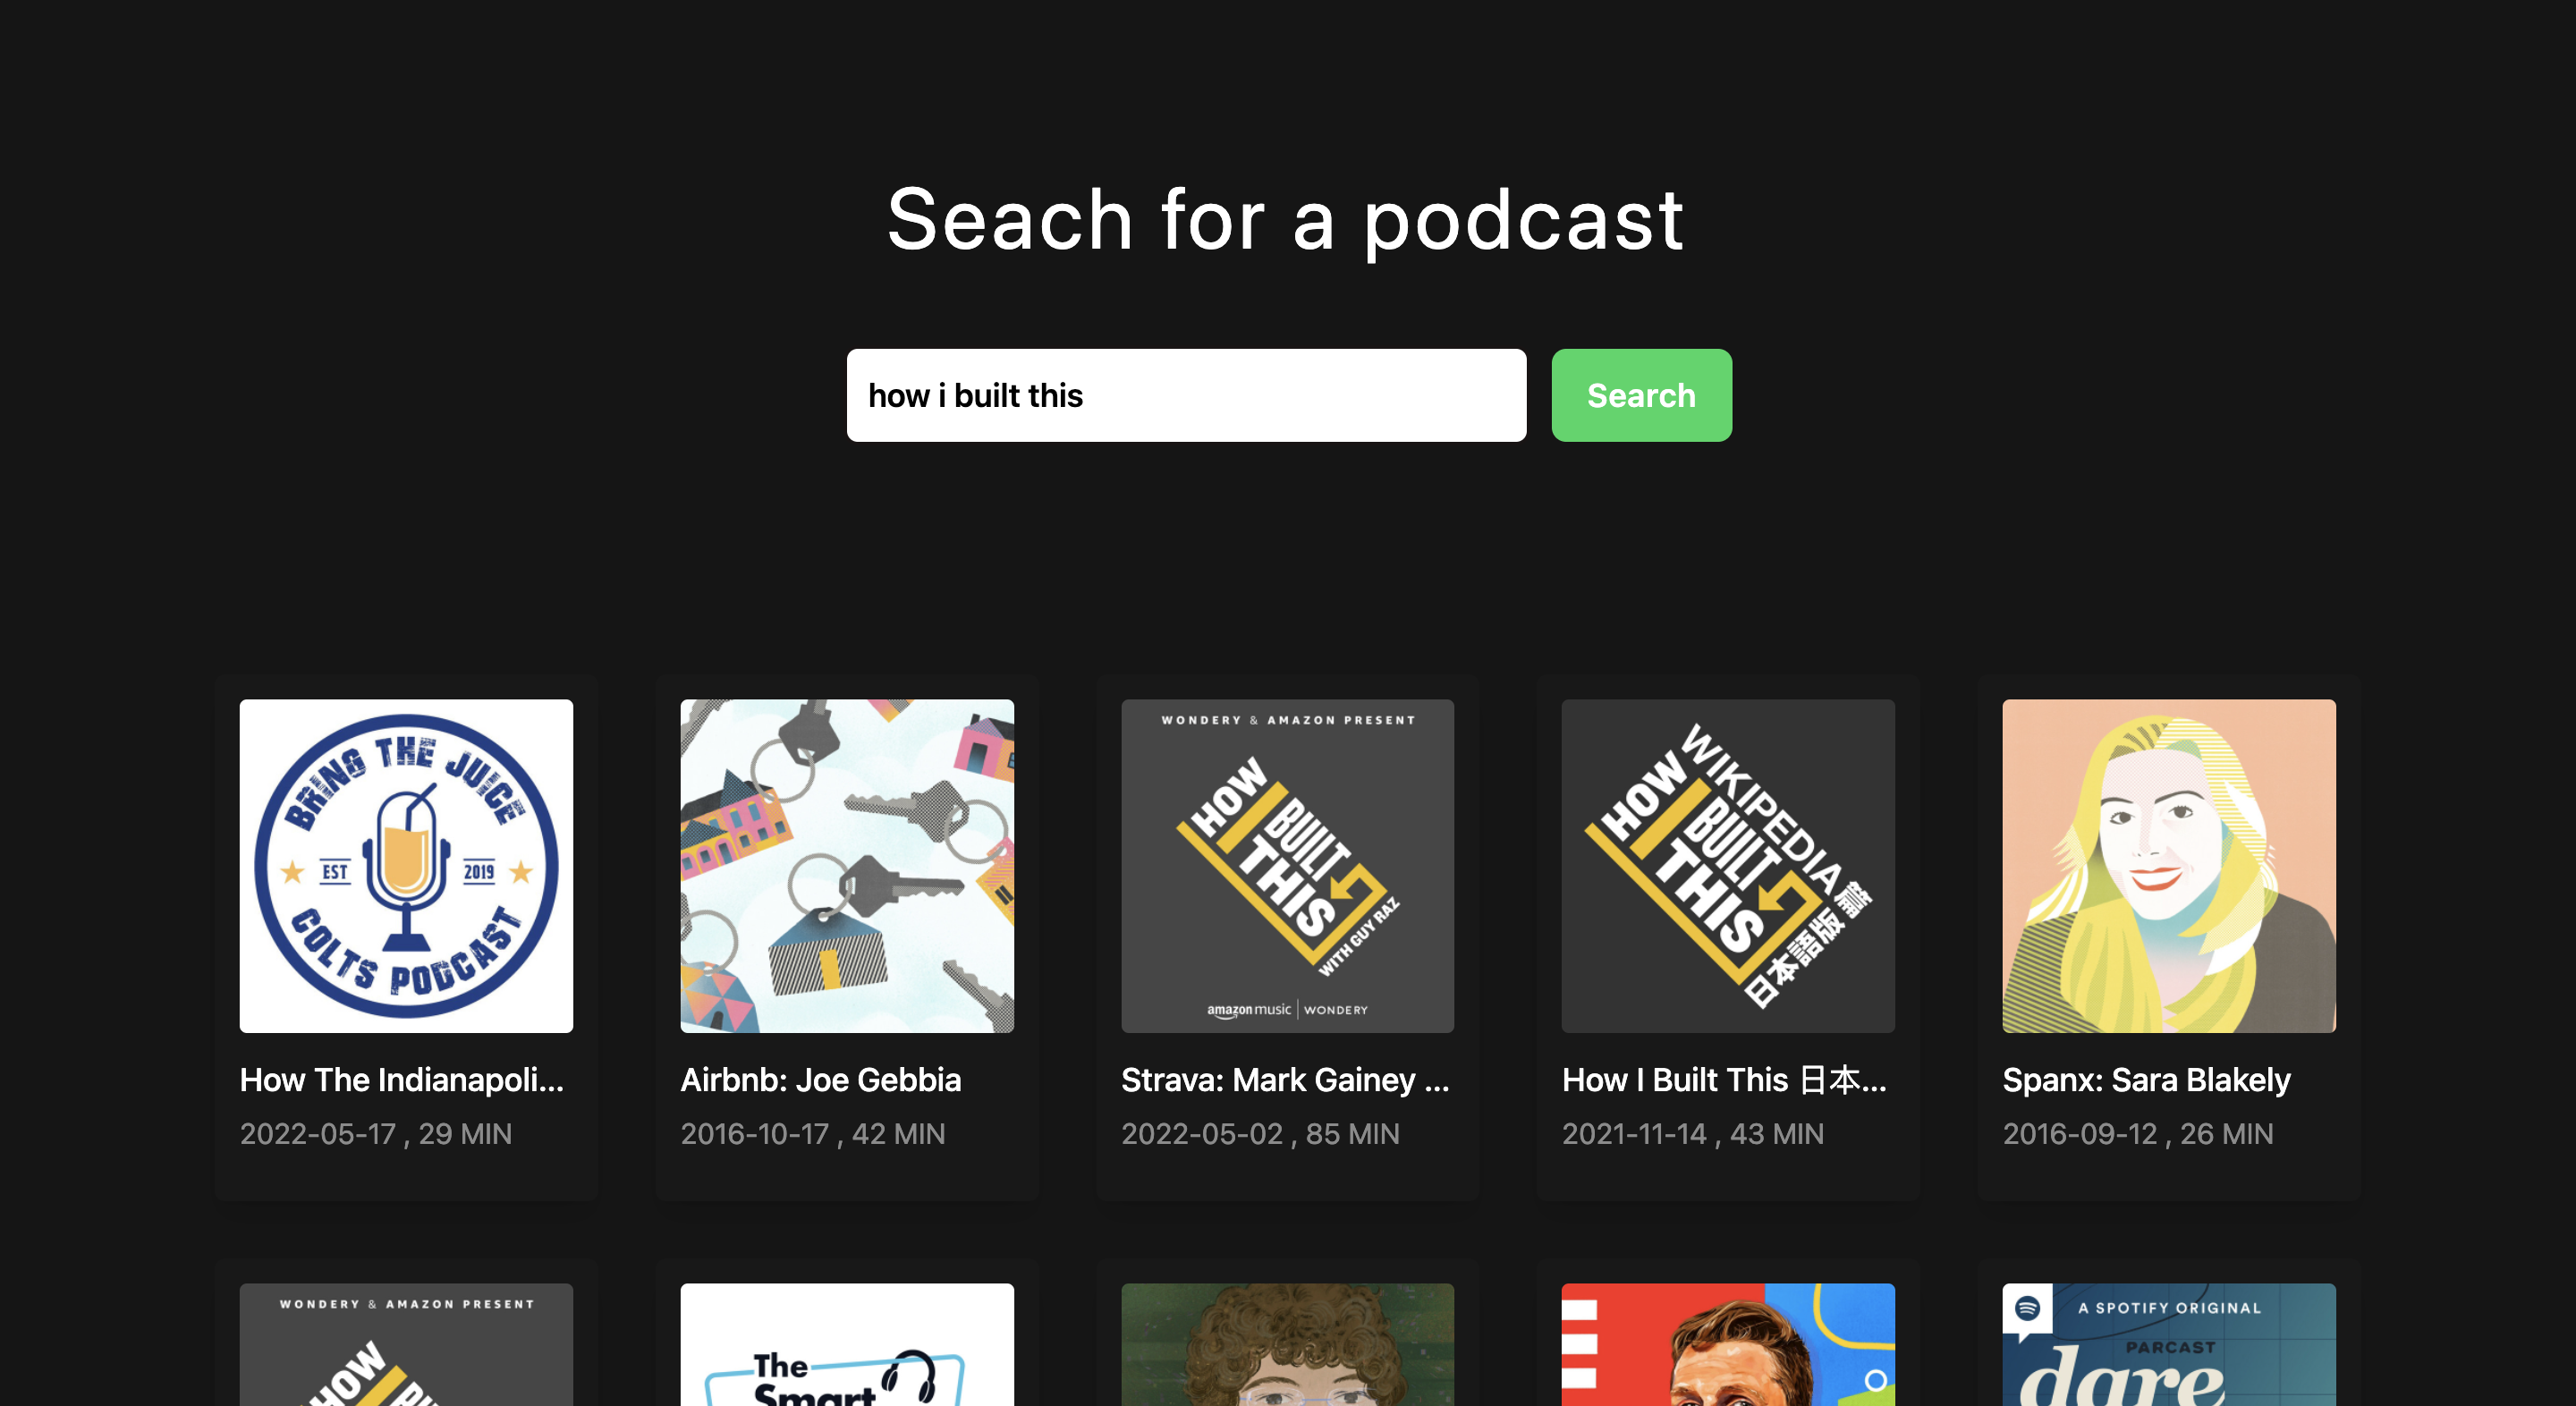 Seach for a podcast
how i built this
Search
BRING THE JUICE
EST 2019
COLTS PODCAST
WONDERY & AMAZON PRESENT
HOW
I BUILT
THIS
WITH GUY RAZ
amazon music | WONDERY
WIKIPEDIA
HOW
I BUILT
THIS
日本語版 篇
How The Indianapoli...
Airbnb: Joe Gebbia
Strava: Mark Gainey ...
How I Built This 日本...
Spanx: Sara Blakely
2022-05-17 , 29 MIN
2016-10-17 , 42 MIN
2022-05-02 , 85 MIN
2021-11-14 , 43 MIN
2016-09-12 , 26 MIN
WONDERY & AMAZON PRESENT
HOW
The
Smart
A SPOTIFY ORIGINAL
PARCAST
dare